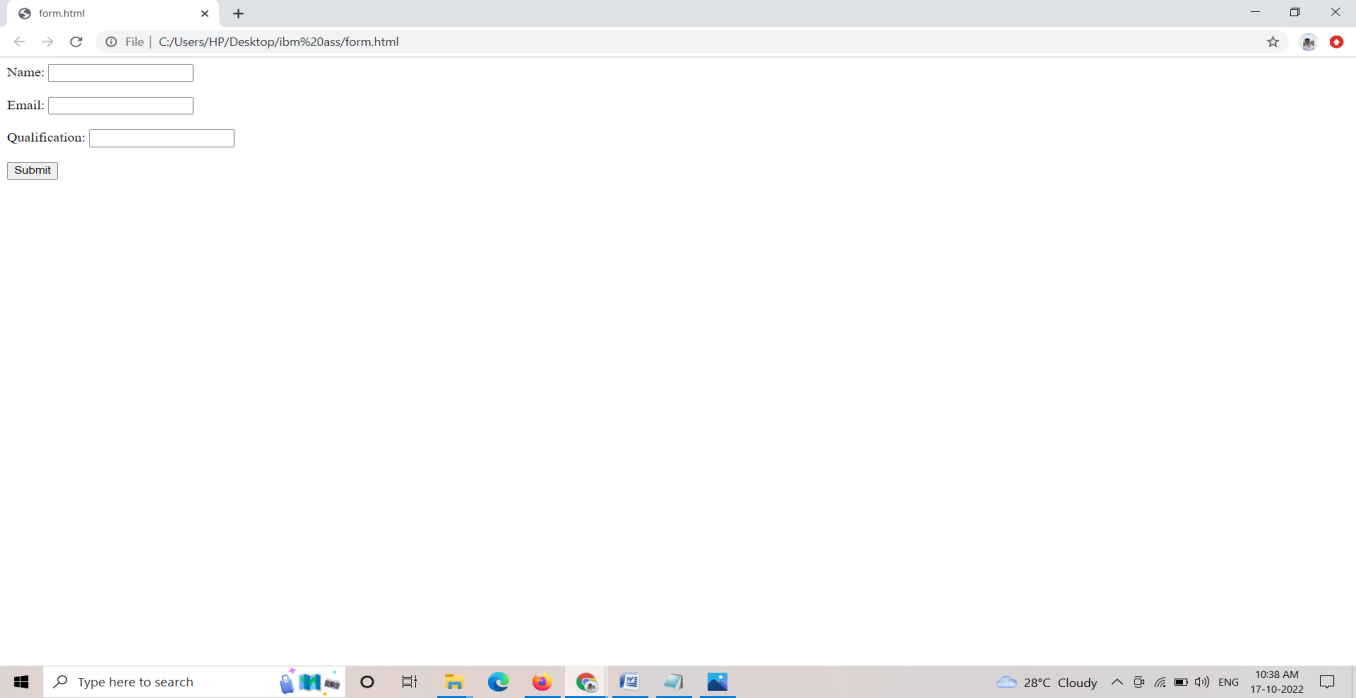 form.html
File | C:/Users/HP/Desktop/ibm%20ass/form.html
Name:
Email:
Qualification:
Submit
Type here to search
28°C Cloudy
ENG
10:38 AM
17-10-2022